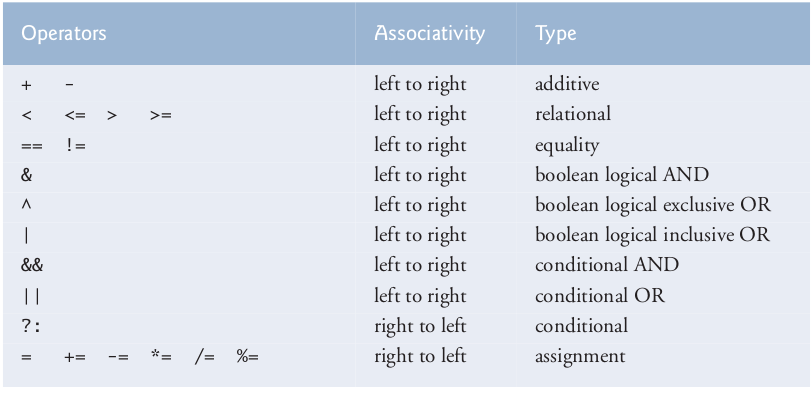 Operators Associativity Type
+ - left to right additive
< <= > >= left to right relational
== != left to right equality
& left to right boolean logical AND
^ left to right boolean logical exclusive OR
| left to right boolean logical inclusive OR
&& left to right conditional AND
|| left to right conditional OR
?: right to left conditional
= += -= *= /= %= right to left assignment